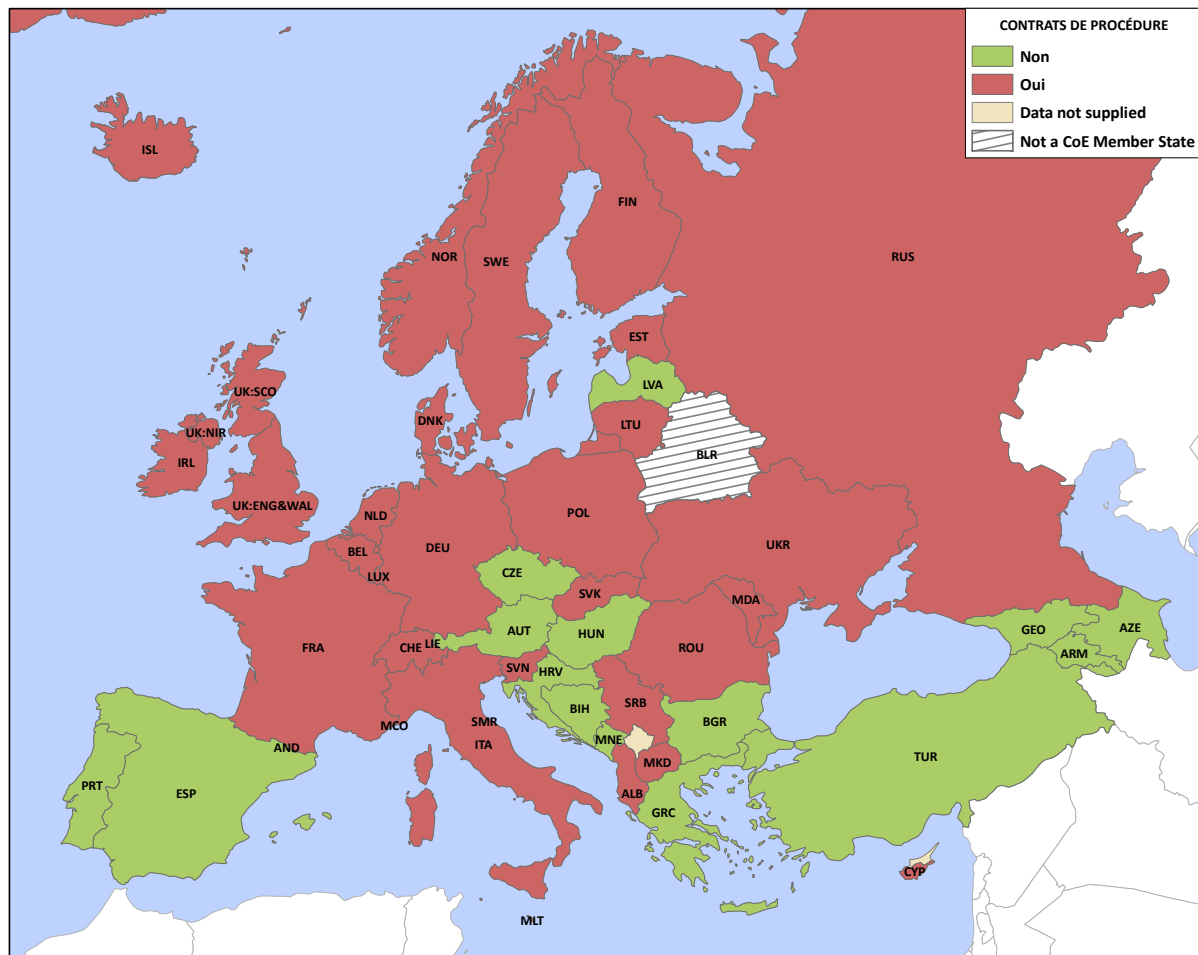 CONTRATS DE PROCÉDURE
Non
Oui
Data not supplied
Not a CoE Member State
ISL
FIN
NOR
SWE
RUS
EST
LVA
UK:SCO
DNK
LTU
UK:NIR
BLR
IRL
UK:ENG&WAL
NLD
POL
DEU
UKR
BEL
CZE
LUX
SVK
MDA
AUT
HUN
GEO
AZE
FRA
CHE
LIE
ROU
ARM
SVN
HRV
SRB
BIH
MCO
SMR
BGR
MNE
ITA
AND
TUR
MKD
PRT
ESP
ALB
GRC
CYP
MLT